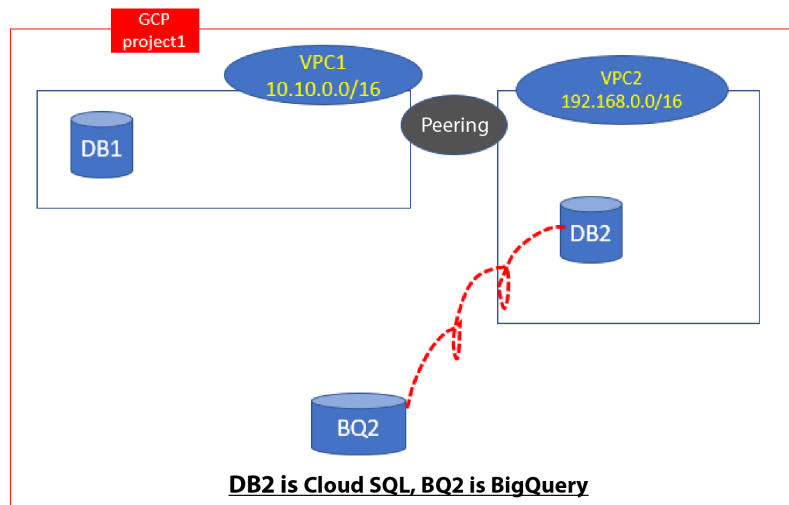 GCP
project1
VPC1
10.10.0.0/16
VPC2
192.168.0.0/16
Peering
DB1
DB2
BQ2
DB2 is Cloud SQL, BQ2 is BigQuery